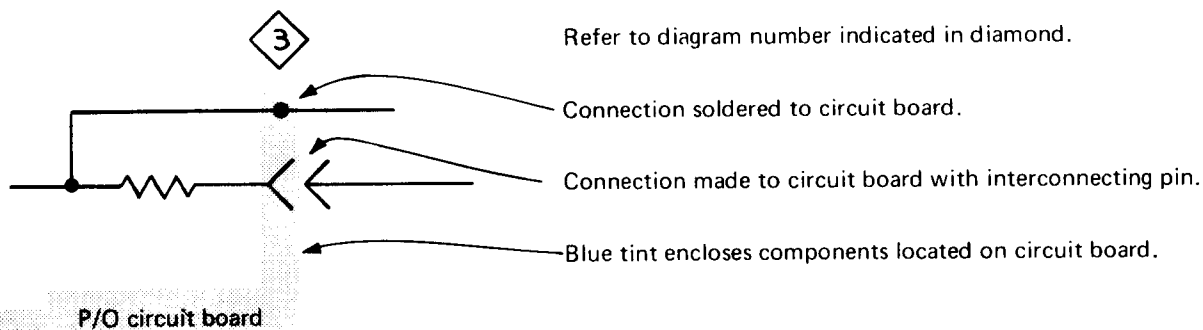 3
Refer to diagram number indicated in diamond.
Connection soldered to circuit board.
Connection made to circuit board with interconnecting pin.
Blue tint encloses components located on circuit board.
P/O circuit board